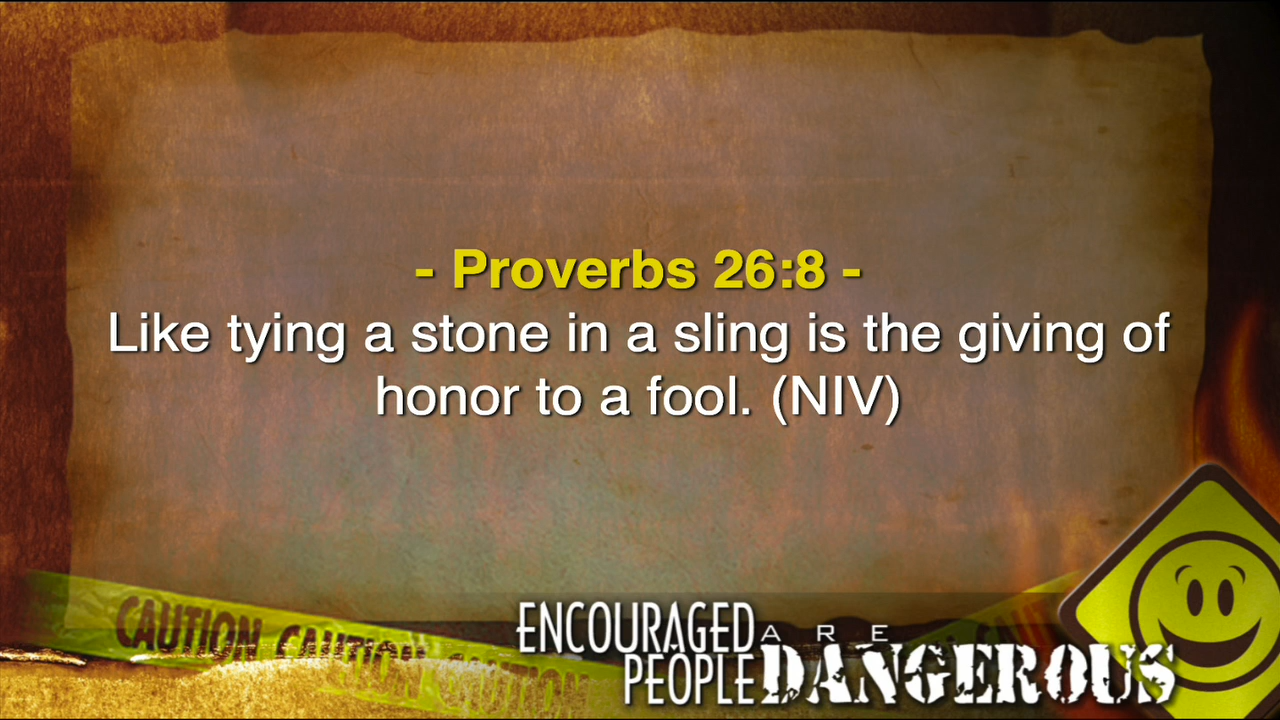 - Proverbs 26:8 -
Like tying a stone in a sling is the giving of
honor to a fool. (NIV)
CAUTION CAUTION CAUTION
ENCOURAGED ARE
PEOPLE DANGEROUS